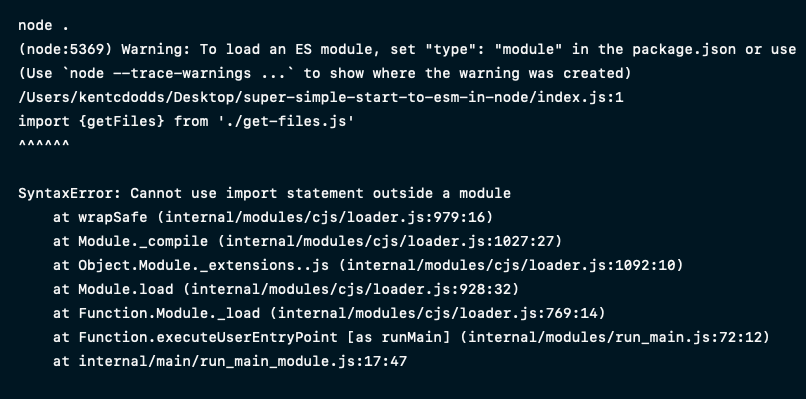 node .
(node:5369) Warning: To load an ES module, set "type": "module" in the package.json or use
(Use `node --trace-warnings ...` to show where the warning was created)
/Users/kentcdodds/Desktop/super-simple-start-to-esm-in-node/index.js:1
import {getFiles} from './get-files.js'
^^^^^^
SyntaxError: Cannot use import statement outside a module
    at wrapSafe (internal/modules/cjs/loader.js:979:16)
    at Module._compile (internal/modules/cjs/loader.js:1027:27)
    at Object.Module._extensions..js (internal/modules/cjs/loader.js:1092:10)
    at Module.load (internal/modules/cjs/loader.js:928:32)
    at Function.Module._load (internal/modules/cjs/loader.js:769:14)
    at Function.executeUserEntryPoint [as runMain] (internal/modules/run_main.js:72:12)
    at internal/main/run_main_module.js:17:47